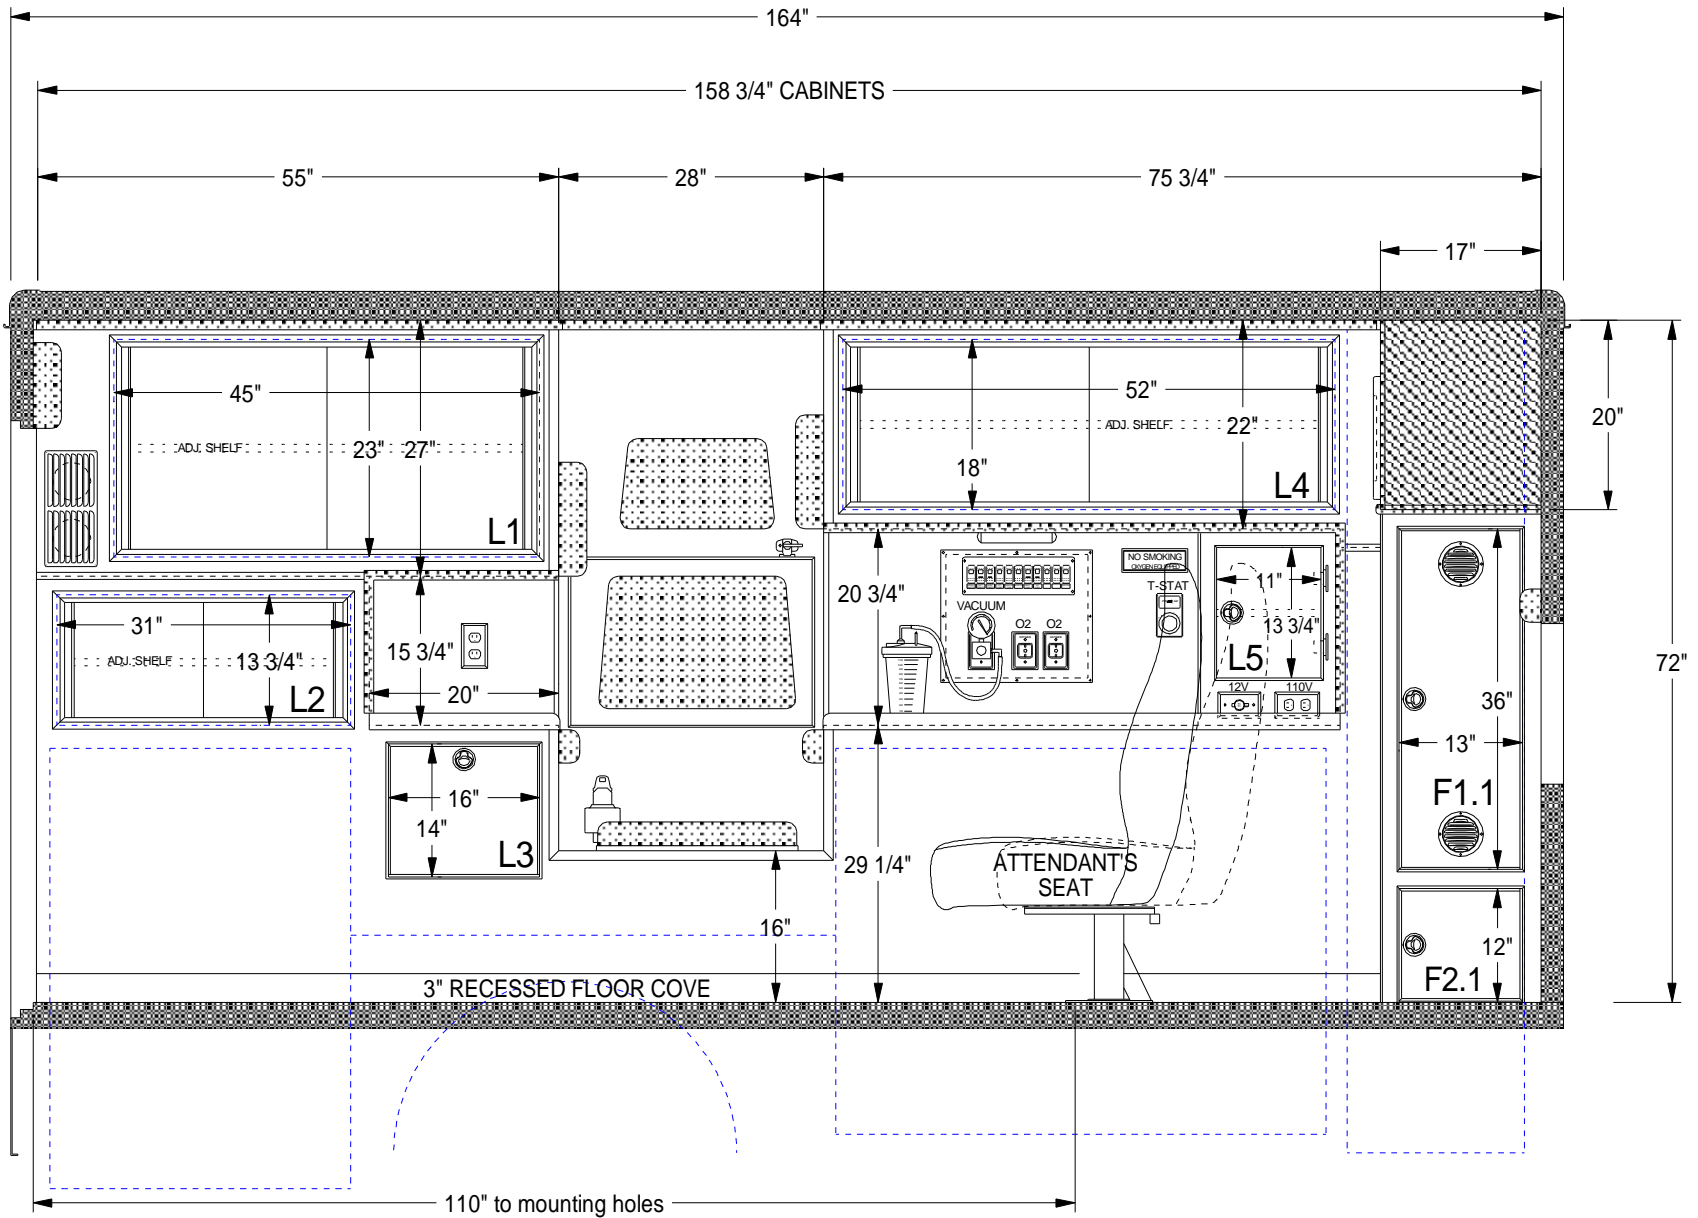 164"
158 3/4" CABINETS
55"
28"
75 3/4"
17"
45"
23"
27"
ADJ. SHELF
L1
52"
22"
ADJ. SHELF
18"
L4
20"
72"
31"
13 3/4"
ADJ. SHELF
L2
15 3/4"
20"
20 3/4"
VACUUM
O2
O2
NO SMOKING
OXYGEN EQUIPPED
T-STAT
11"
13 3/4"
L5
12V
110V
36"
13"
F1.1
16"
14"
L3
29 1/4"
ATTENDANT'S
SEAT
16"
12"
F2.1
3" RECESSED FLOOR COVE
110" to mounting holes